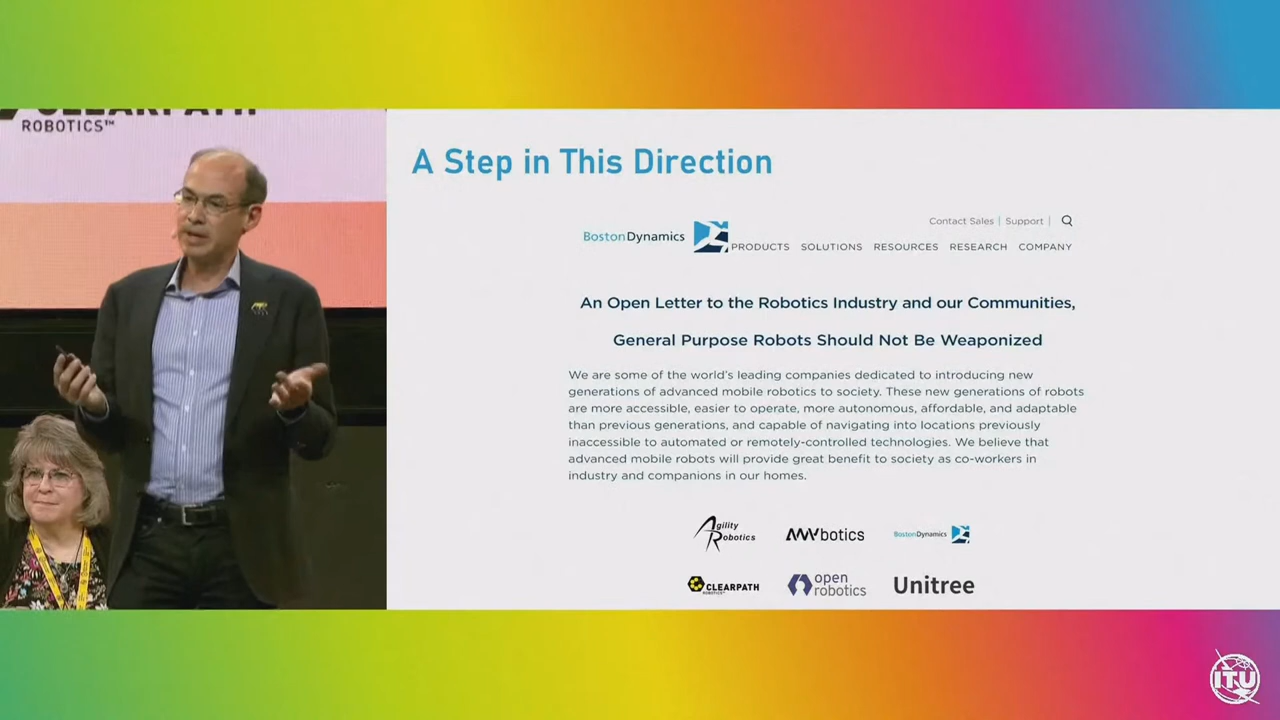 CLEARPATH
ROBOTICS™
A Step in This Direction
Contact Sales | Support |
BostonDynamics
PRODUCTS SOLUTIONS RESOURCES RESEARCH COMPANY
An Open Letter to the Robotics Industry and our Communities,
General Purpose Robots Should Not Be Weaponized
We are some of the world's leading companies dedicated to introducing new
generations of advanced mobile robotics to society. These new generations of robots
are more accessible, easier to operate, more autonomous, affordable, and adaptable
than previous generations, and capable of navigating into locations previously
inaccessible to automated or remotely-controlled technologies. We believe that
advanced mobile robots will provide great benefit to society as co-workers in
industry and companions in our homes.
Agility Robotics
ANYbotics
BostonDynamics
CLEARPATH
ROBOTICS™
open
robotics
Unitree
ITU